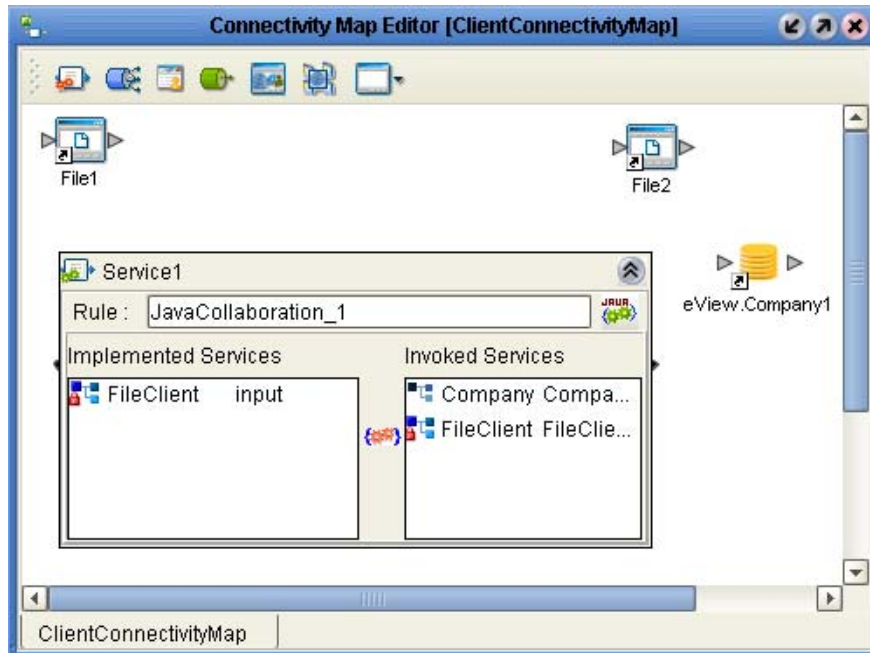 Connectivity Map Editor [ClientConnectivityMap]
File1
File2
Service1
eView.Company1
Rule : JavaCollaboration_1
JAVA
Implemented Services
Invoked Services
FileClient input
Company Compa...
FileClient FileClie...
ClientConnectivityMap